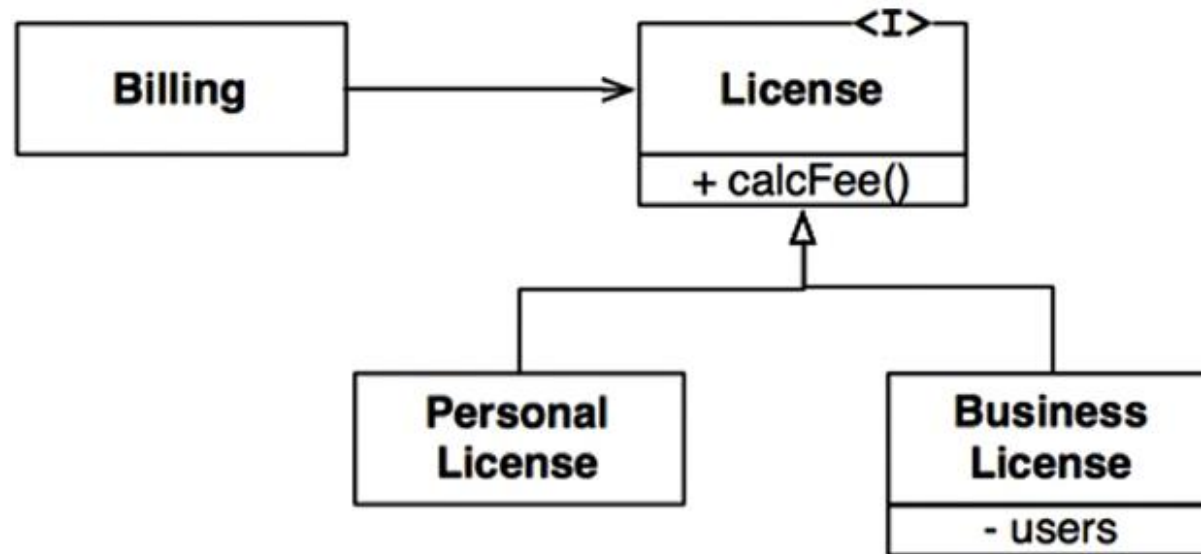 <I>
Billing
License
+ calcFee()
Personal
License
Business
License
- users